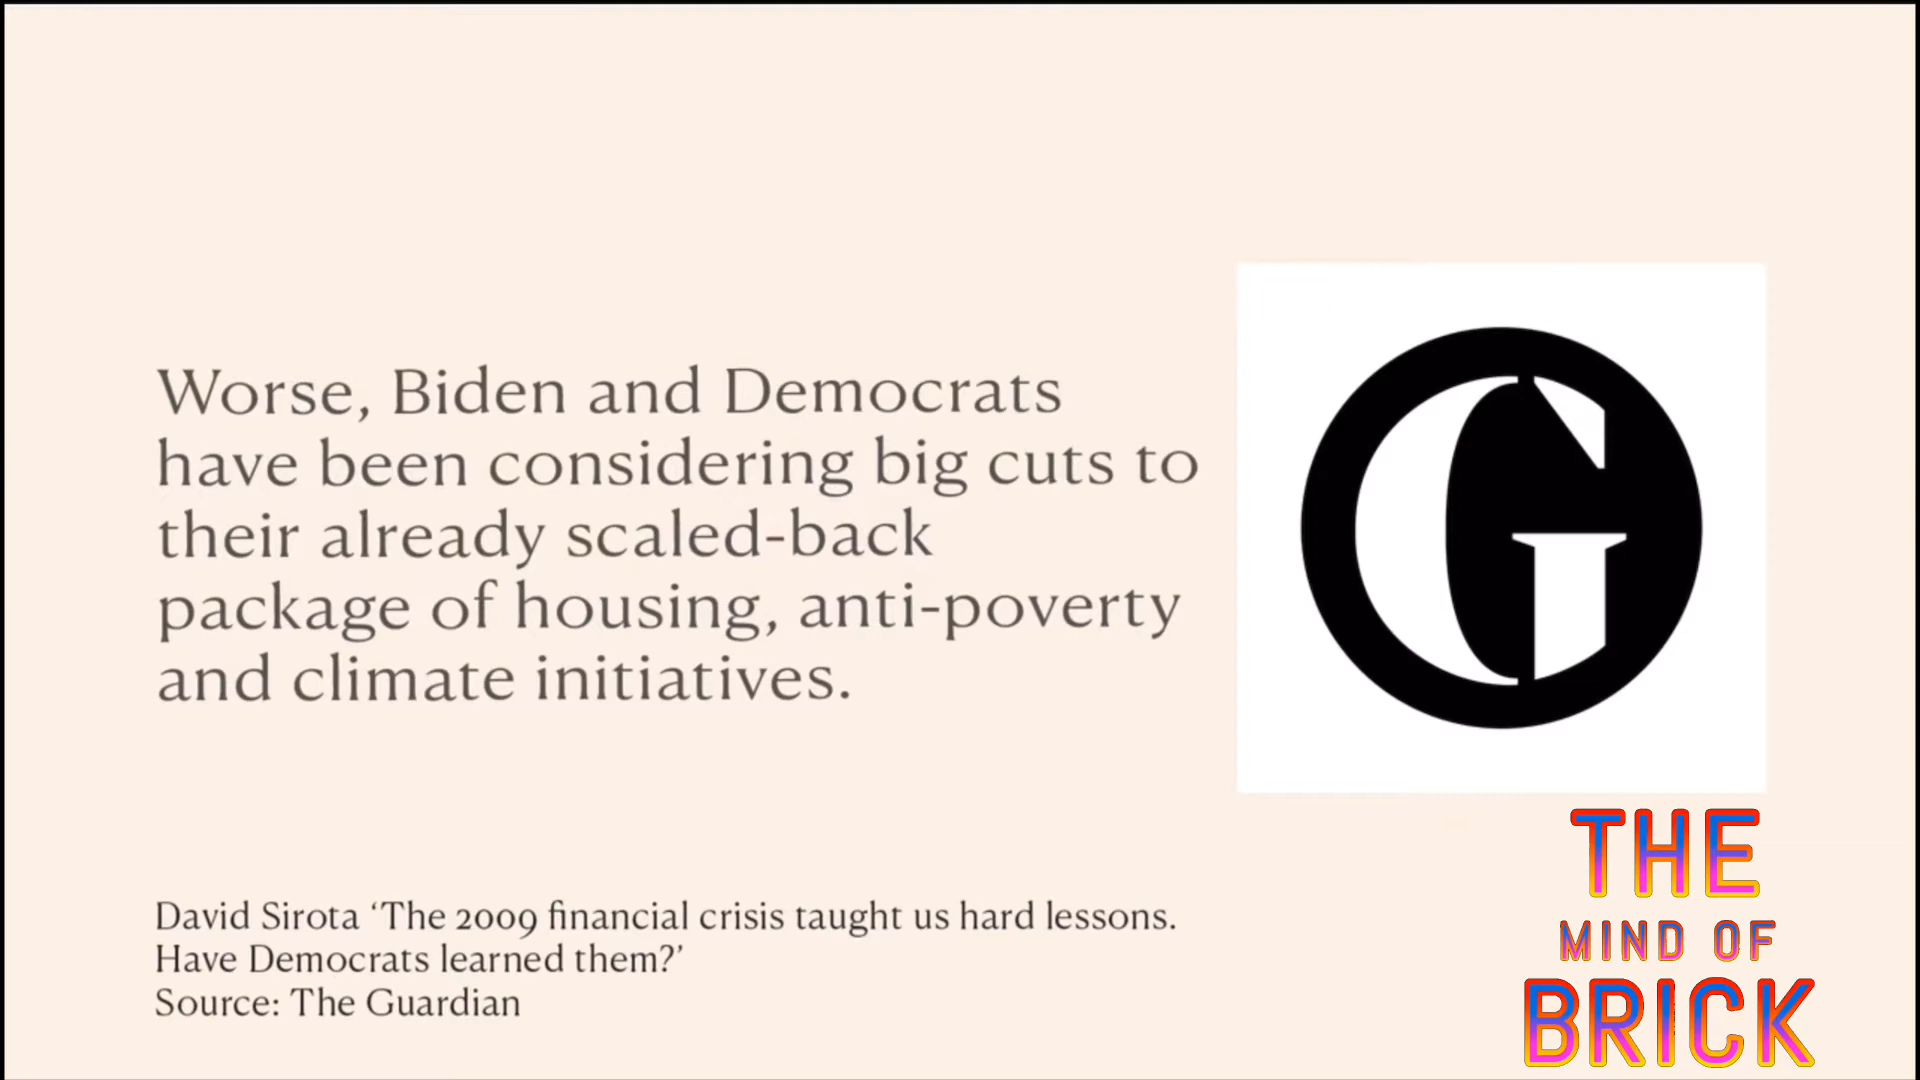 Worse, Biden and Democrats
have been considering big cuts to
their already scaled-back
package of housing, anti-poverty
and climate initiatives.
G
David Sirota ‘The 2009 financial crisis taught us hard lessons.
Have Democrats learned them?’
Source: The Guardian
THE
MIND OF
BRICK